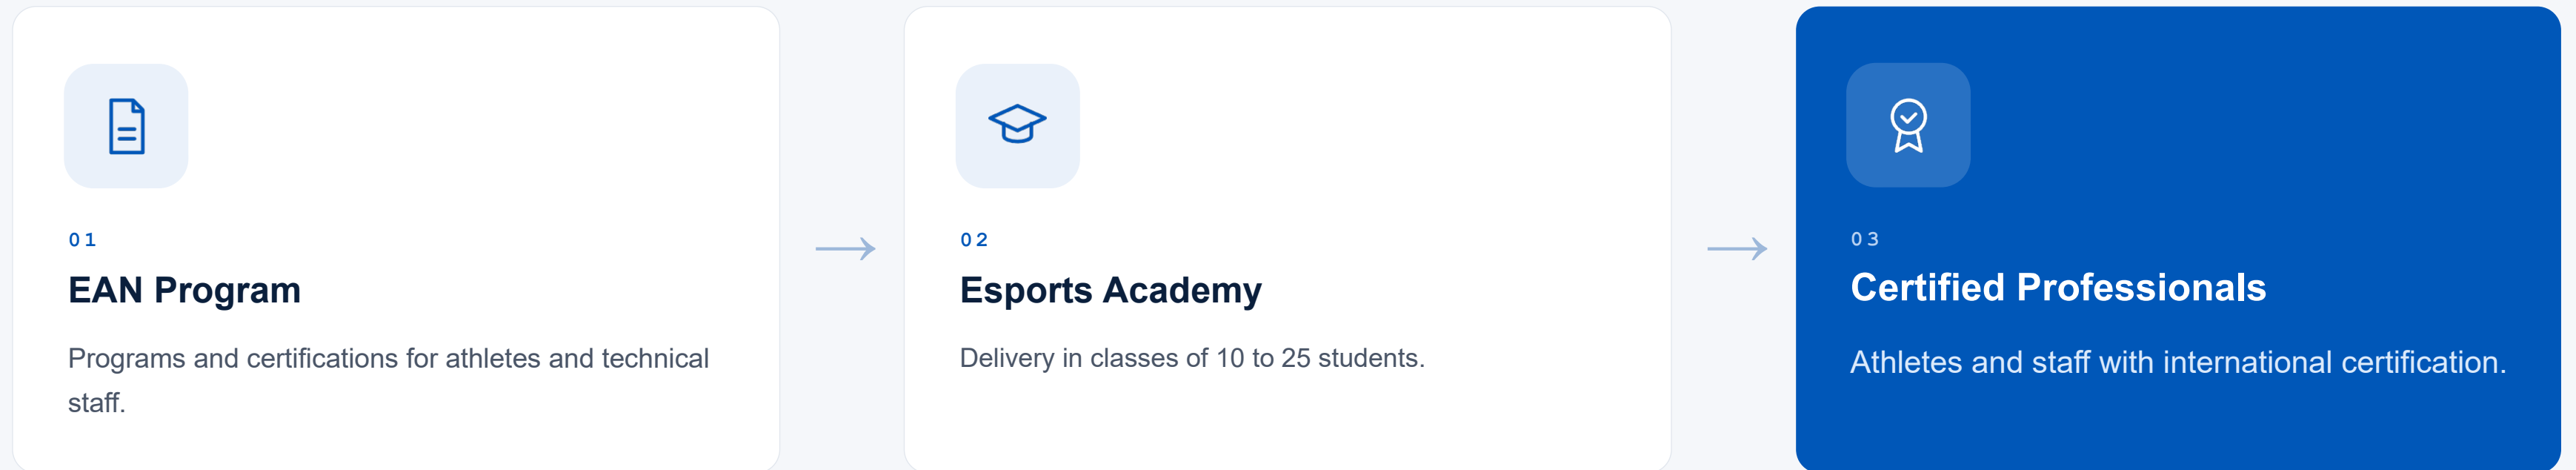 01
EAN Program
Programs and certifications for athletes and technical
staff.
02
Esports Academy
Delivery in classes of 10 to 25 students.
03
Certified Professionals
Athletes and staff with international certification.